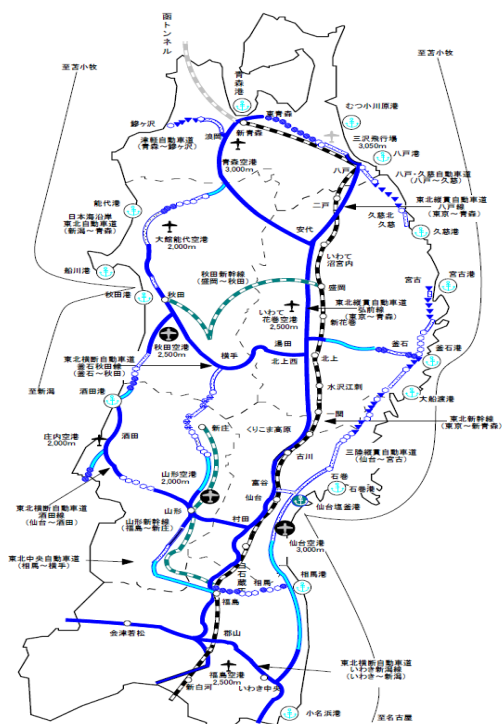 函トンネル
至苫小牧
青森港
至苫小牧
東青森
鰺ヶ沢
新青森
むつ小川原港
浪岡
三沢飛行場
3,050m
津軽自動車道
(青森～鰺ヶ沢)
青森空港
3,000m
八戸港
八戸
八戸・久慈自動車道
(八戸～久慈)
能代港
二戸
東北縦貫自動車道
八戸線
(東京～青森)
久慈北
久慈
久慈港
日本海沿岸
東北自動車道
(新潟～青森)
安代
大館能代空港
2,000m
いわて
沼宮内
船川港
秋田新幹線
(盛岡～秋田)
宮古
宮古港
秋田港
秋田
盛岡
いわて
花巻空港
2,500m
東北縦貫自動車道
弘前線
(東京～青森)
新花巻
秋田空港
2,500m
湯田
釜石
釜石港
横手
北上西
北上
東北横断自動車道
釜石秋田線
(釜石～秋田)
至新潟
水沢江刺
大船渡港
酒田港
一関
東北新幹線
(東京～新青森)
新庄
くりこま高原
庄内空港
2,000m
酒田
古川
三陸縦貫自動車道
(仙台～宮古)
山形空港
2,000m
富谷
石巻
石巻港
仙台
仙台塩釜港
山形
村田
東北横断自動車道
酒田線
(仙台～酒田)
山形新幹線
(福島～新庄)
仙台空港
3,000m
東北中央自動車道
(相馬～横手)
白石蔵王
相馬
相馬港
福島
会津若松
郡山
東北横断自動車道
いわき新潟線
(いわき～新潟)
福島空港
2,500m
新白河
いわき中央
小名浜港
至名古屋